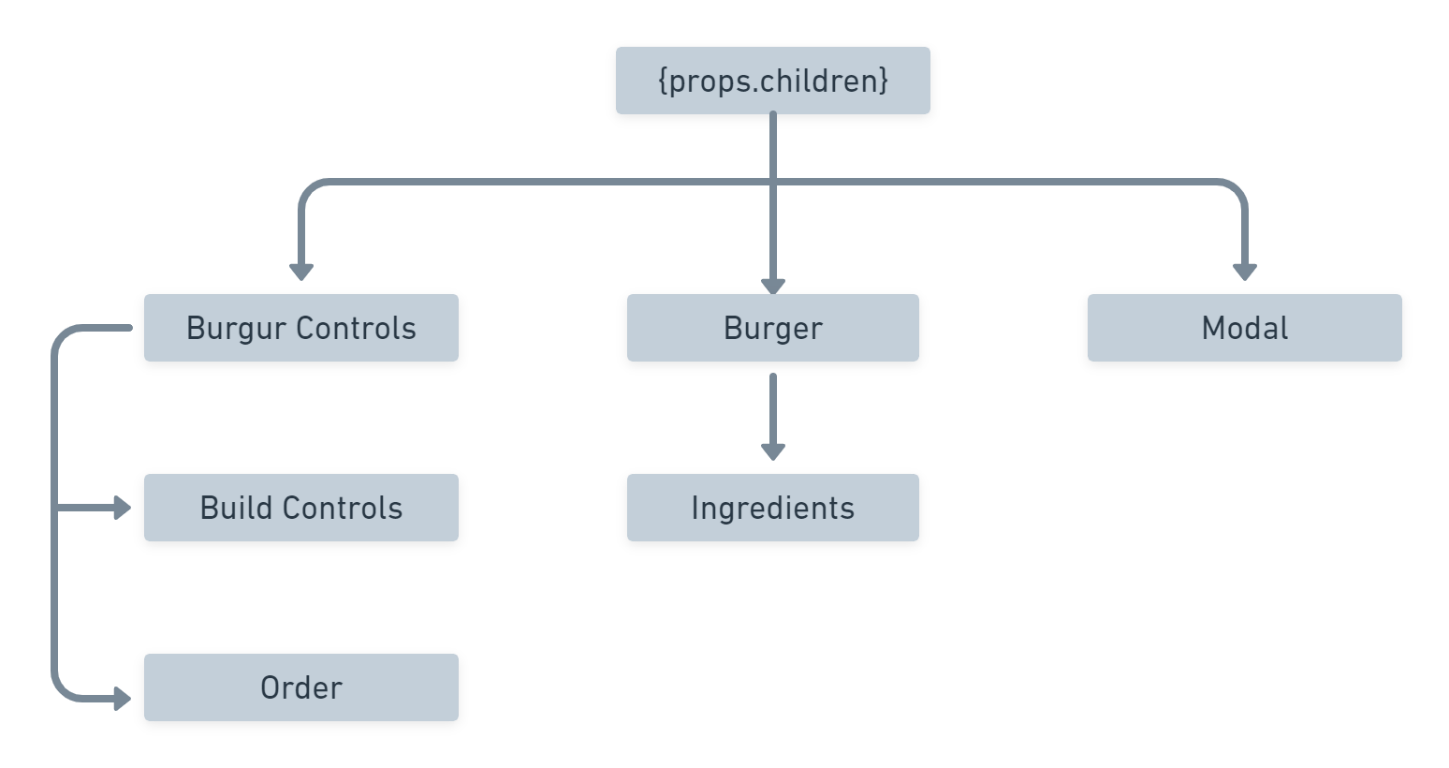 {props.children}
Burgur Controls
Burger
Modal
Build Controls
Ingredients
Order